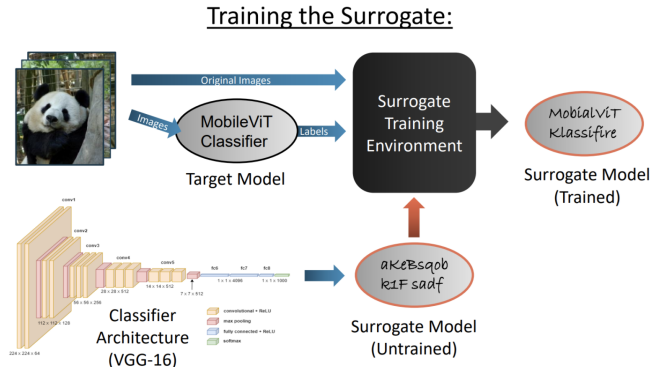 Training the Surrogate:
Original Images
Images
MobileViT
Classifier
Labels
Target Model
Surrogate
Training
Environment
MobialViT
Klassifire
Surrogate Model
(Trained)
conv1
conv2
conv3
conv4
conv5
fc6
fc7
fc8
1 x 1 x 4096
1 x 1 x 1000
7 x 7 x 512
14 x 14 x 512
28 x 28 x 512
56 x 56 x 256
112 x 112 x 128
224 x 224 x 64
convolutional + ReLU
max pooling
fully connected + ReLU
softmax
Classifier
Architecture
(VGG-16)
aKeBsqob
k1F sadf
Surrogate Model
(Untrained)